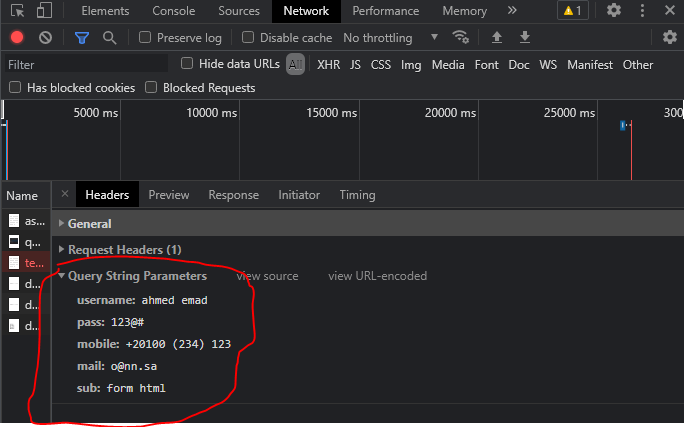 Elements Console Sources Network Performance Memory » 1
Preserve log Disable cache No throttling
Filter Hide data URLs All XHR JS CSS Img Media Font Doc WS Manifest Other
Has blocked cookies Blocked Requests
5000 ms 10000 ms 15000 ms 20000 ms 25000 ms 300
Name × Headers Preview Response Initiator Timing
as...
General
q...
Request Headers (1)
te...
Query String Parameters view source view URL-encoded
d...
username: ahmed emad
d...
pass: 123@#
d...
mobile: +20100 (234) 123
mail: o@nn.sa
sub: form html